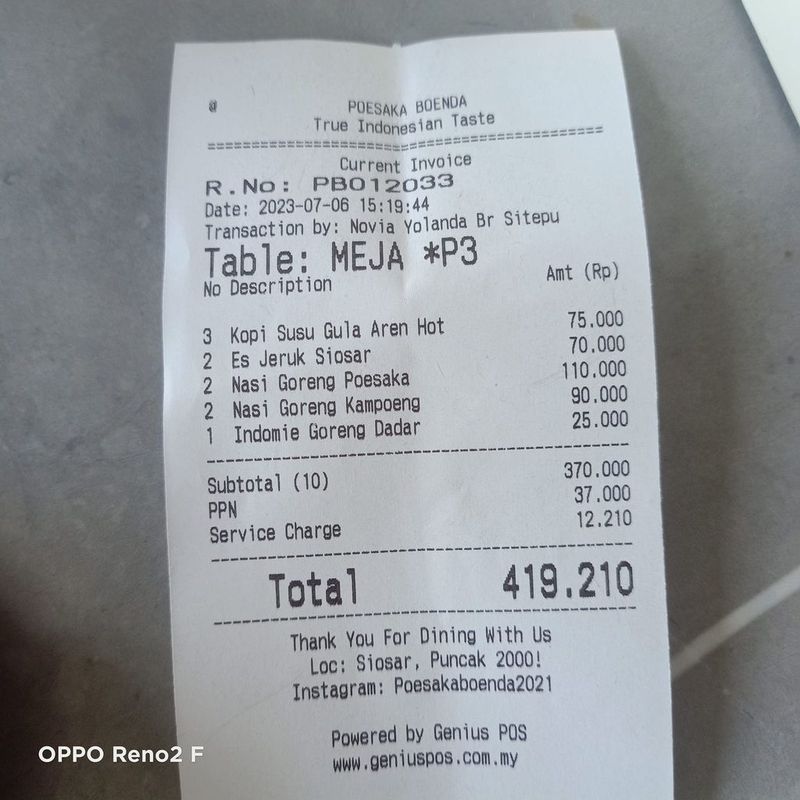 @
POESAKA BOENDA
True Indonesian Taste
================================================
Current Invoice
R.No: PB012033
Date: 2023-07-06 15:19:44
Transaction by: Novia Yolanda Br Sitepu
Table: MEJA *P3
No Description Amt (Rp)
3 Kopi Susu Gula Aren Hot 75.000
2 Es Jeruk Siosar 70.000
2 Nasi Goreng Poesaka 110.000
2 Nasi Goreng Kampoeng 90.000
1 Indomie Goreng Dadar 25.000
------------------------------------------------
Subtotal (10) 370.000
PPN 37.000
Service Charge 12.210
------------------------------------------------
Total 419.210
------------------------------------------------
Thank You For Dining With Us
Loc: Siosar, Puncak 2000!
Instagram: Poesakaboenda2021
Powered by Genius POS
www.geniuspos.com.my
OPPO Reno2 F